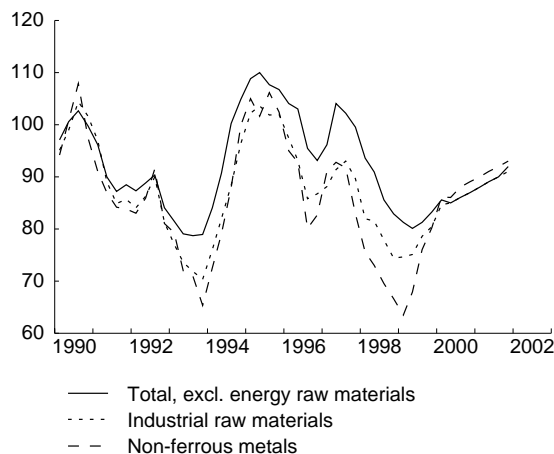 120
110
100
90
80
70
60
1990 1992 1994 1996 1998 2000 2002
Total, excl. energy raw materials
Industrial raw materials
Non-ferrous metals